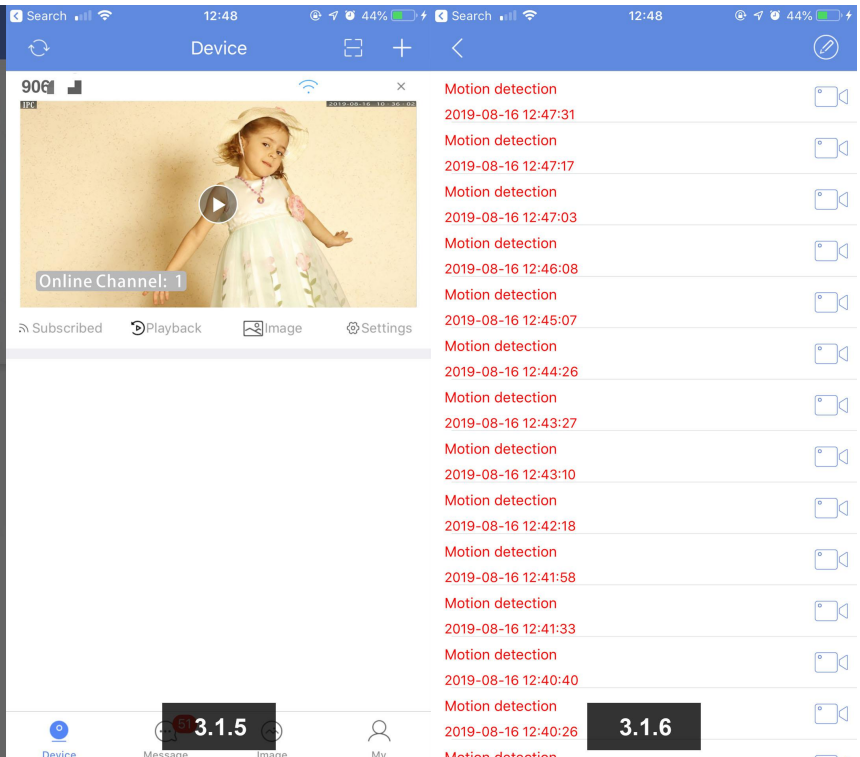 Search
12:48
44%
Device
906
IPC
2019-08-16 10:36:02
Online Channel: 1
Subscribed
Playback
Image
Settings
51
3.1.5
Device
Message
Image
My
Search
12:48
44%
Motion detection
2019-08-16 12:47:31
Motion detection
2019-08-16 12:47:17
Motion detection
2019-08-16 12:47:03
Motion detection
2019-08-16 12:46:08
Motion detection
2019-08-16 12:45:07
Motion detection
2019-08-16 12:44:26
Motion detection
2019-08-16 12:43:27
Motion detection
2019-08-16 12:43:10
Motion detection
2019-08-16 12:42:18
Motion detection
2019-08-16 12:41:58
Motion detection
2019-08-16 12:41:33
Motion detection
2019-08-16 12:40:40
Motion detection
2019-08-16 12:40:26
3.1.6
Motion detection